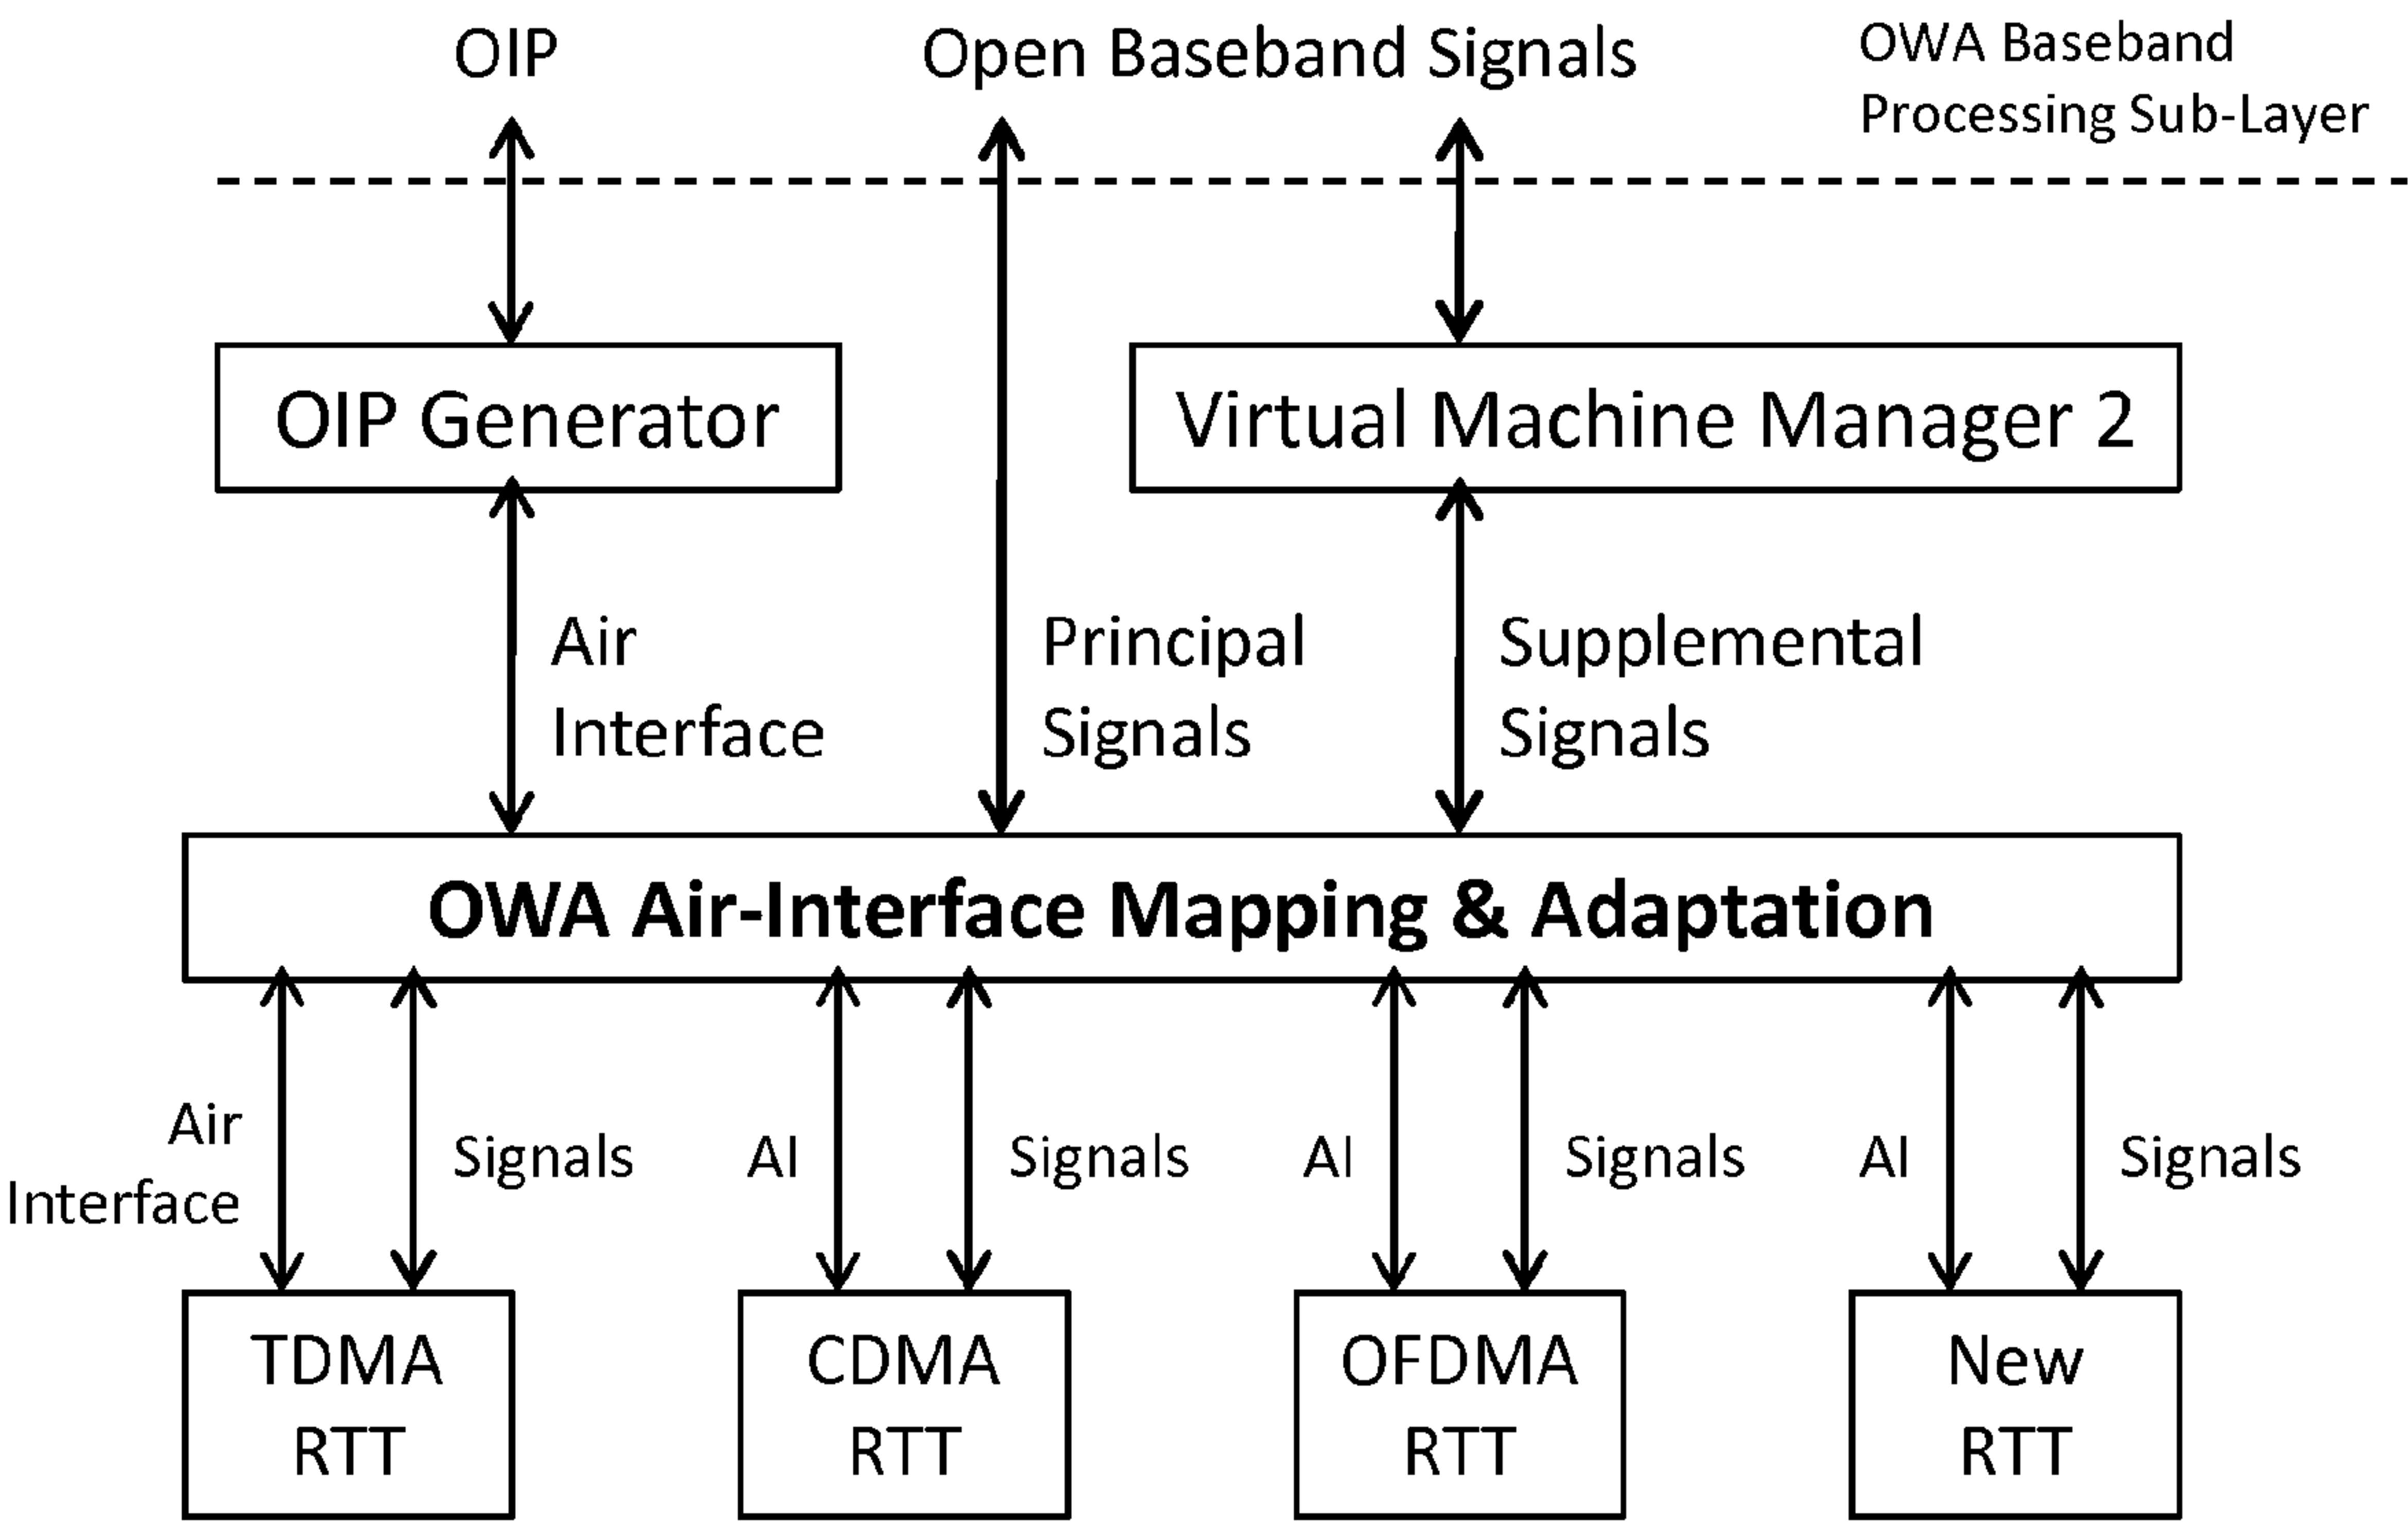 OIP
Open Baseband Signals
OWA Baseband
Processing Sub-Layer
OIP Generator
Virtual Machine Manager 2
Air
Interface
Principal
Signals
Supplemental
Signals
OWA Air-Interface Mapping & Adaptation
Air
Interface
Signals
AI
Signals
AI
Signals
AI
Signals
TDMA
RTT
CDMA
RTT
OFDMA
RTT
New
RTT